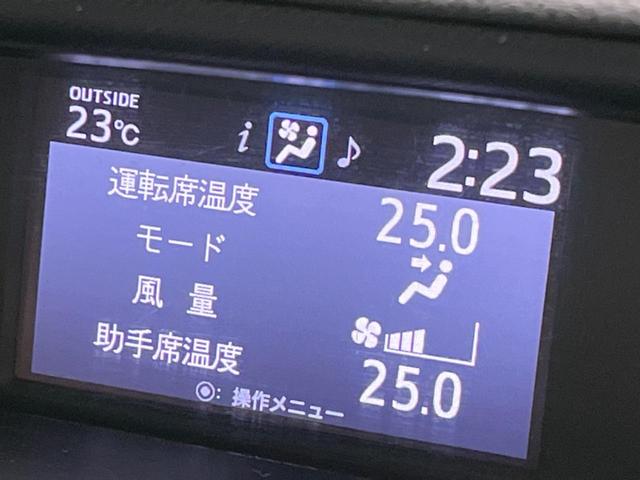 OUTSIDE
23℃ i ♪ 2:23
運転席温度 25.0
モード
風量
助手席温度 25.0
◉: 操作メニュー